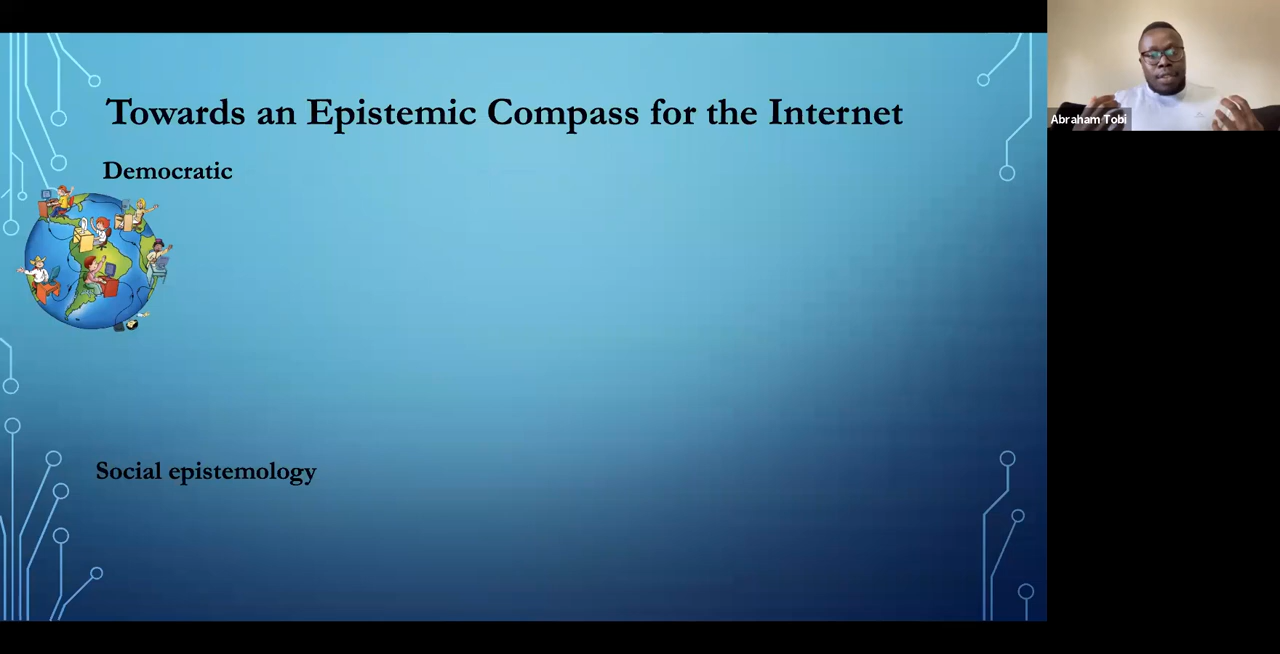 Towards an Epistemic Compass for the Internet
Democratic
Social epistemology
Abraham Tobi